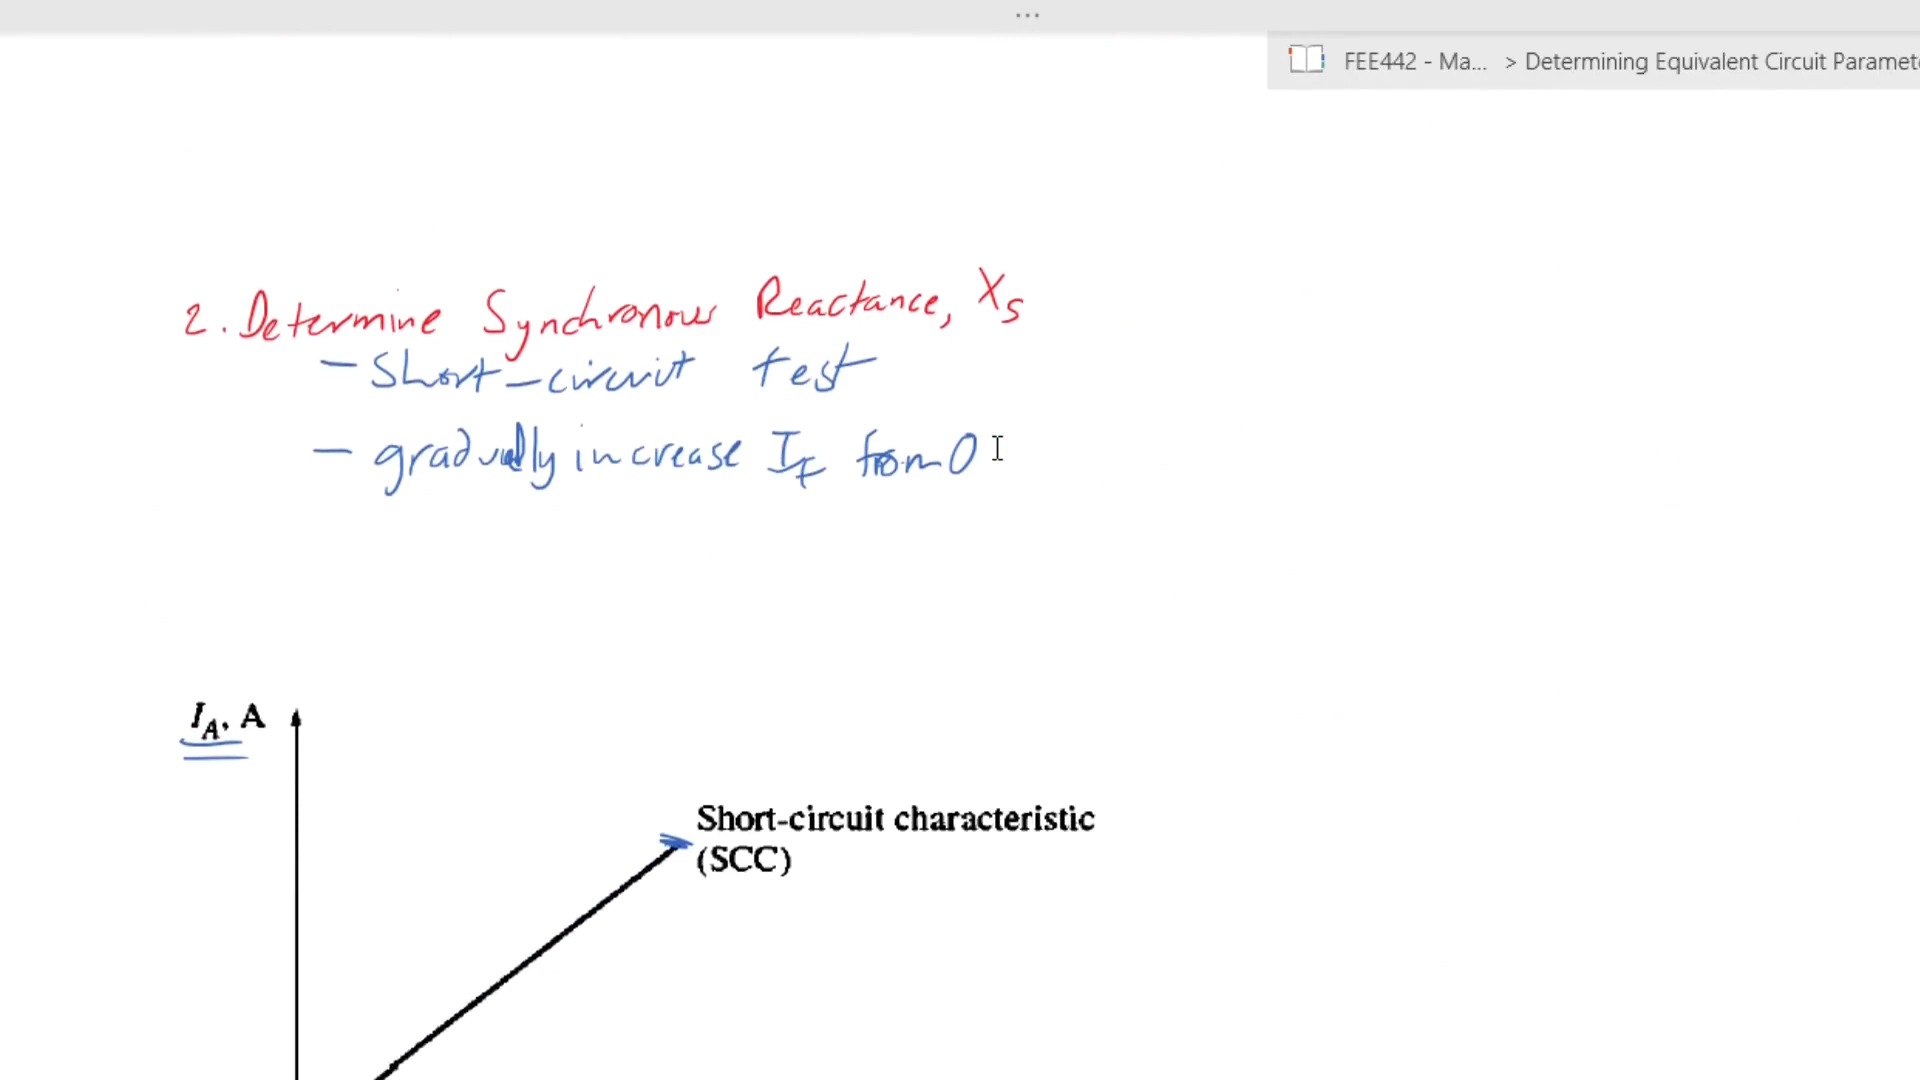 ...
FEE442 - Ma... > Determining Equivalent Circuit Paramet
2. Determine Synchronous Reactance, Xs
- Short-circuit test
- gradually increase IF from 0
IA, A
Short-circuit characteristic
(SCC)